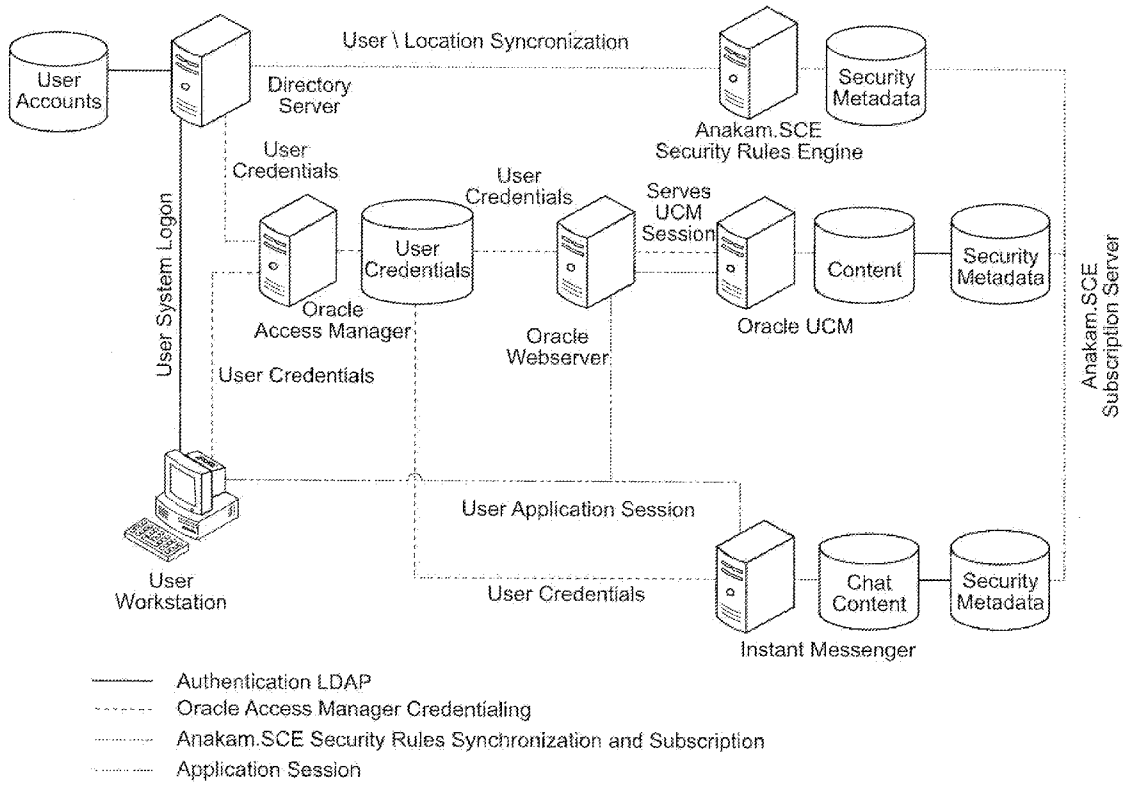 User \ Location Syncronization
User
Accounts
Directory
Server
Security
Metadata
Anakam.SCE
Security Rules Engine
User
Credentials
User
Credentials
Serves
UCM
Session
User System Logon
User
Credentials
Content
Security
Metadata
Oracle
Access Manager
Oracle
Webserver
Oracle UCM
Anakam.SCE
Subscription Server
User Credentials
User Application Session
User
Workstation
User Credentials
Chat
Content
Security
Metadata
Instant Messenger
Authentication LDAP
Oracle Access Manager Credentialing
Anakam.SCE Security Rules Synchronization and Subscription
Application Session